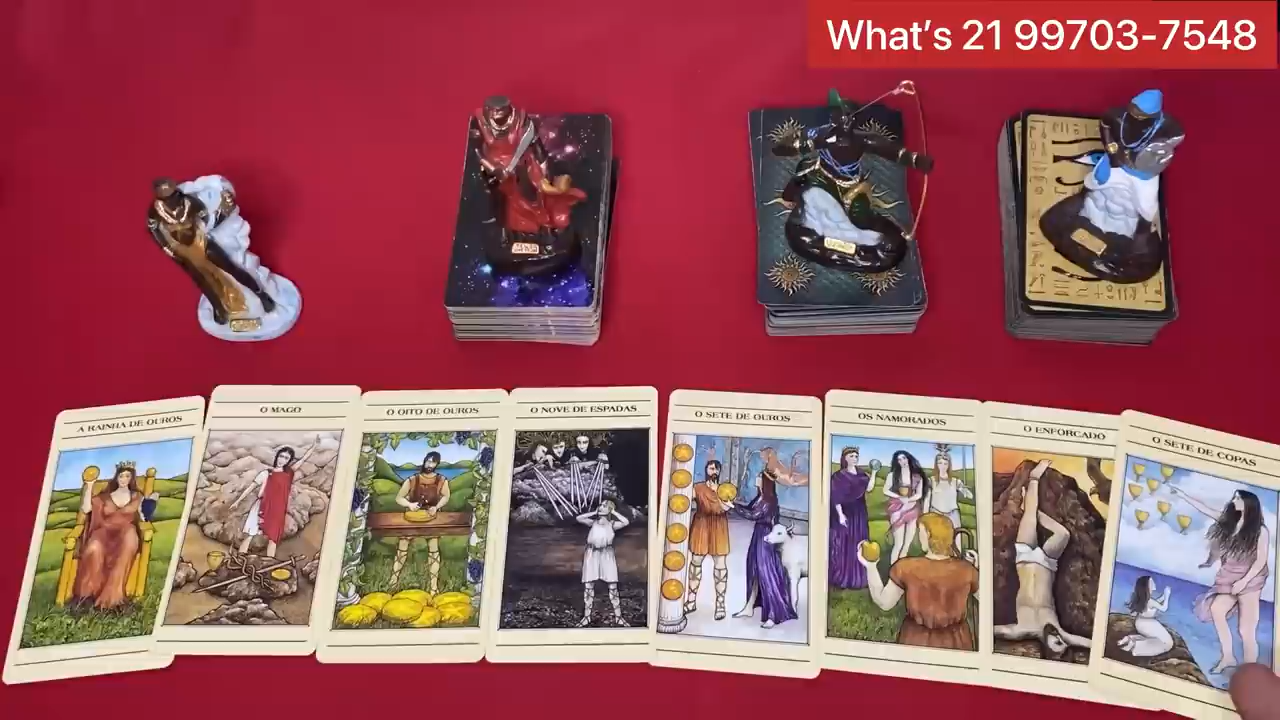 What's 21 99703-7548
A RAINHA DE OUROS
O MAGO
O OITO DE OUROS
O NOVE DE ESPADAS
O SETE DE OUROS
OS NAMORADOS
O ENFORCADO
O SETE DE COPAS